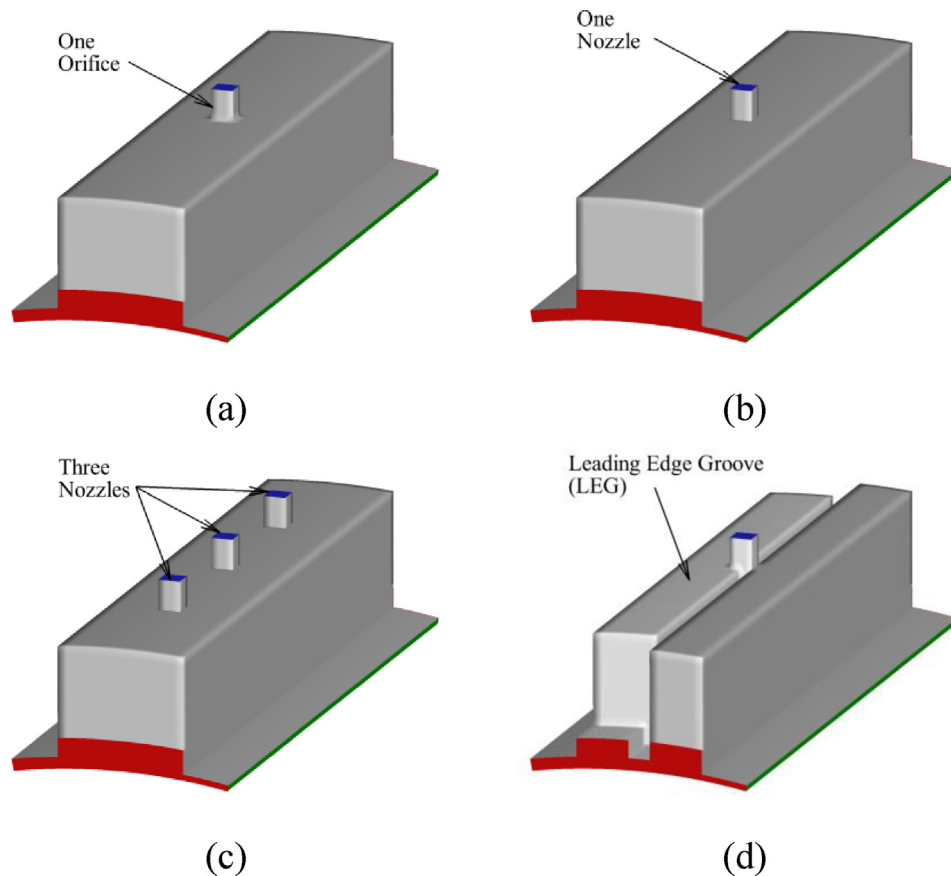 One
Orifice
One
Nozzle
(a)
(b)
Three
Nozzles
Leading Edge Groove
(LEG)
(c)
(d)